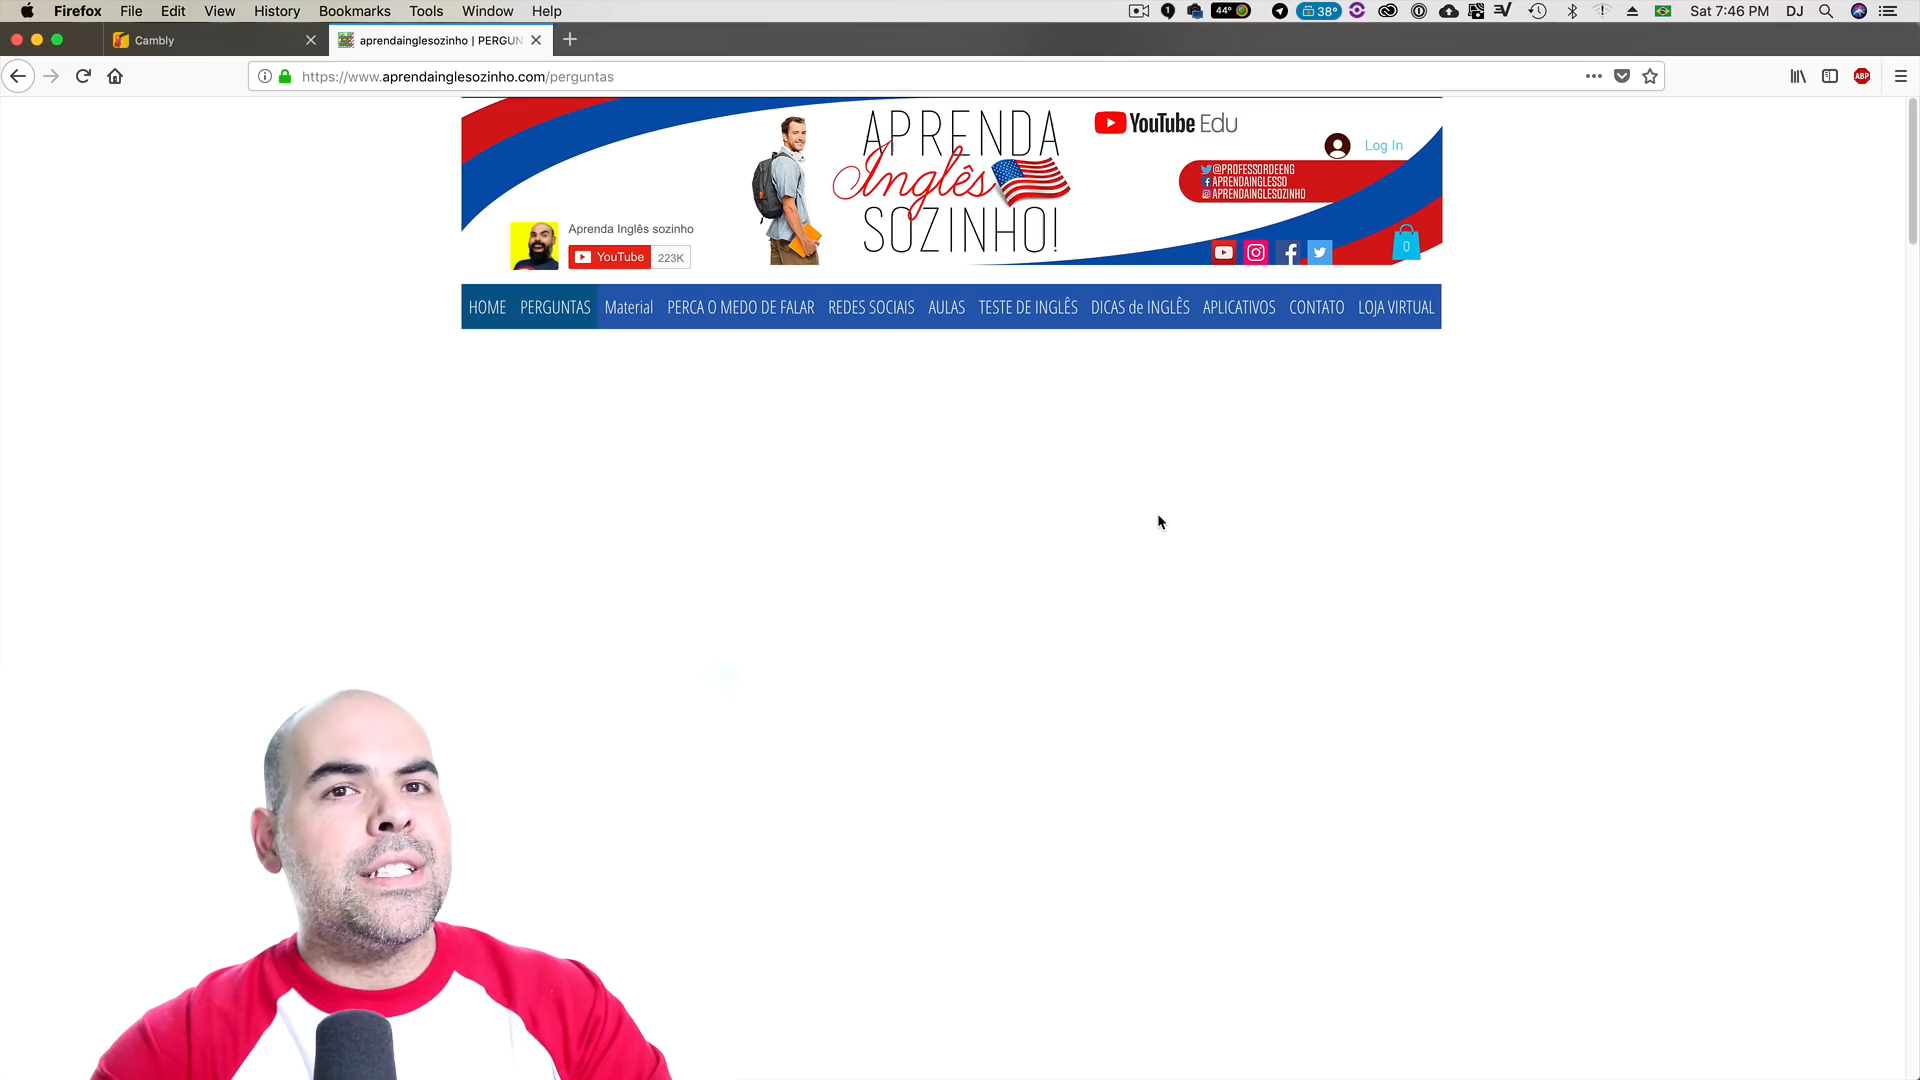 Firefox File Edit View History Bookmarks Tools Window Help
44° 38° Sat 7:46 PM DJ
Cambly
aprendainglesozinho | PERGUN
https://www.aprendainglesozinho.com/perguntas
ABP
APRENDA
Inglês
SOZINHO!
YouTube Edu
Log In
@PROFESSORDEENG
APRENDAINGLESSO
APRENDAINGLESOZINHO
Aprenda Inglês sozinho
YouTube 223K
0
HOME PERGUNTAS Material PERCA O MEDO DE FALAR REDES SOCIAIS AULAS TESTE DE INGLÊS DICAS de INGLÊS APLICATIVOS CONTATO LOJA VIRTUAL